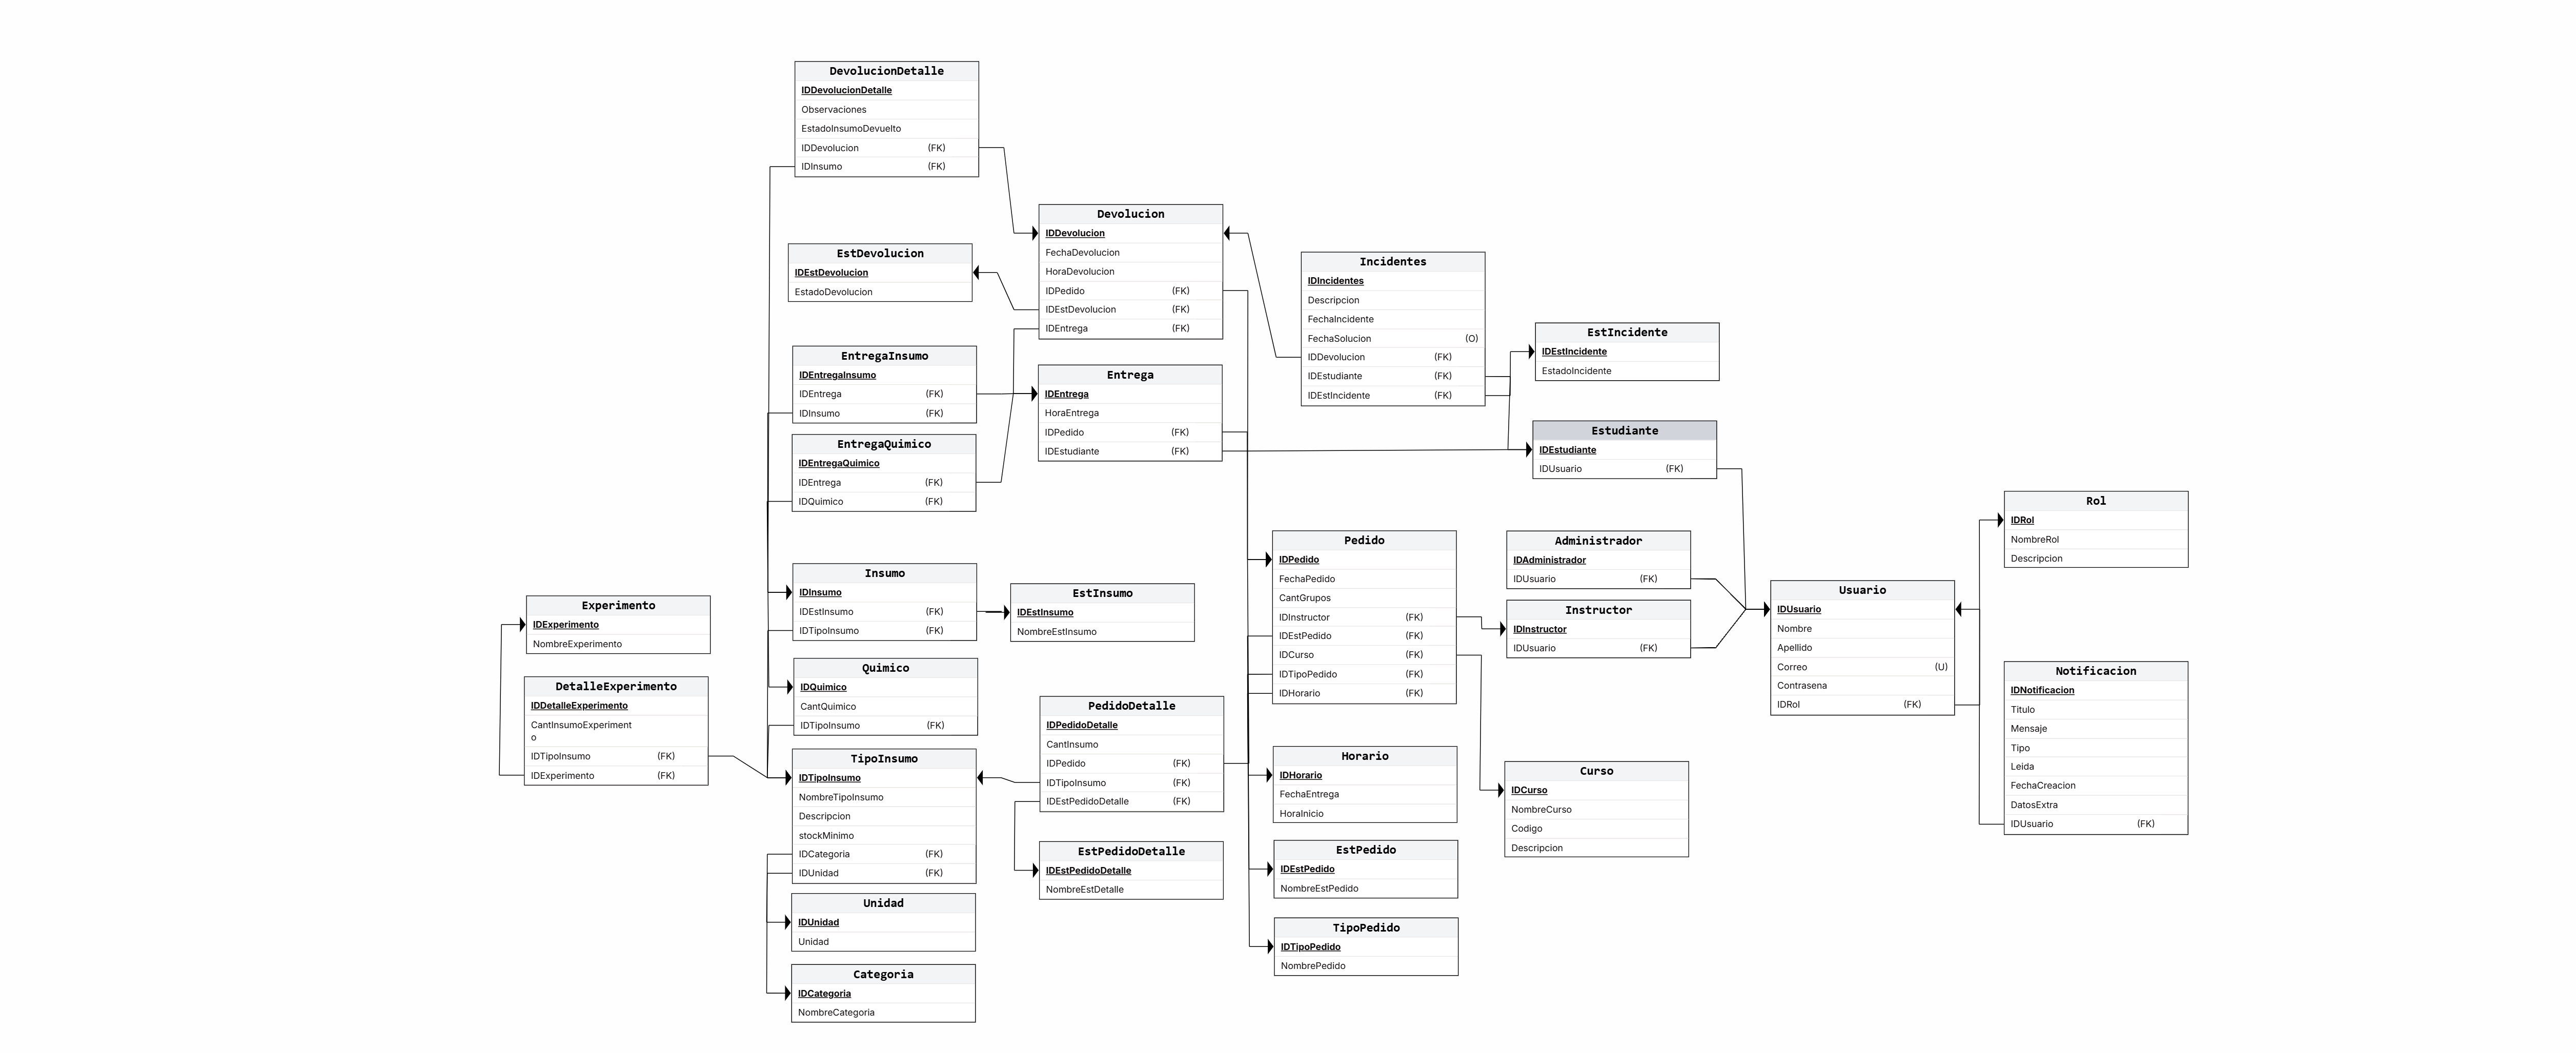 DevolucionDetalle
IDDevolucionDetalle
Observaciones
EstadoInsumoDevuelto
IDDevolucion (FK)
IDInsumo (FK)
Devolucion
IDDevolucion
FechaDevolucion
HoraDevolucion
IDPedido (FK)
IDEstDevolucion (FK)
IDEntrega (FK)
EstDevolucion
IDEstDevolucion
EstadoDevolucion
Incidentes
IDIncidentes
Descripcion
FechaIncidente
FechaSolucion (O)
IDDevolucion (FK)
IDEstudiante (FK)
IDEstIncidente (FK)
EstIncidente
IDEstIncidente
EstadoIncidente
EntregaInsumo
IDEntregaInsumo
IDEntrega (FK)
IDInsumo (FK)
Entrega
IDEntrega
HoraEntrega
IDPedido (FK)
IDEstudiante (FK)
Estudiante
IDEstudiante
IDUsuario (FK)
EntregaQuimico
IDEntregaQuimico
IDEntrega (FK)
IDQuimico (FK)
Rol
IDRol
NombreRol
Descripcion
Pedido
IDPedido
FechaPedido
CantGrupos
IDInstructor (FK)
IDEstPedido (FK)
IDCurso (FK)
IDTipoPedido (FK)
IDHorario (FK)
Administrador
IDAdministrador
IDUsuario (FK)
Instructor
IDInstructor
IDUsuario (FK)
Usuario
IDUsuario
Nombre
Apellido
Correo (U)
Contrasena
IDRol (FK)
Insumo
IDInsumo
IDEstInsumo (FK)
IDTipoInsumo (FK)
EstInsumo
IDEstInsumo
NombreEstInsumo
Experimento
IDExperimento
NombreExperimento
Quimico
IDQuimico
CantQuimico
IDTipoInsumo (FK)
Notificacion
IDNotificacion
Titulo
Mensaje
Tipo
Leida
FechaCreacion
DatosExtra
IDUsuario (FK)
DetalleExperimento
IDDetalleExperimento
CantInsumoExperiment
o
IDTipoInsumo (FK)
IDExperimento (FK)
PedidoDetalle
IDPedidoDetalle
CantInsumo
IDPedido (FK)
IDTipoInsumo (FK)
IDEstPedidoDetalle (FK)
TipoInsumo
IDTipoInsumo
NombreTipoInsumo
Descripcion
stockMinimo
IDCategoria (FK)
IDUnidad (FK)
Horario
IDHorario
FechaEntrega
HoraInicio
Curso
IDCurso
NombreCurso
Codigo
Descripcion
EstPedidoDetalle
IDEstPedidoDetalle
NombreEstDetalle
EstPedido
IDEstPedido
NombreEstPedido
Unidad
IDUnidad
Unidad
TipoPedido
IDTipoPedido
NombrePedido
Categoria
IDCategoria
NombreCategoria